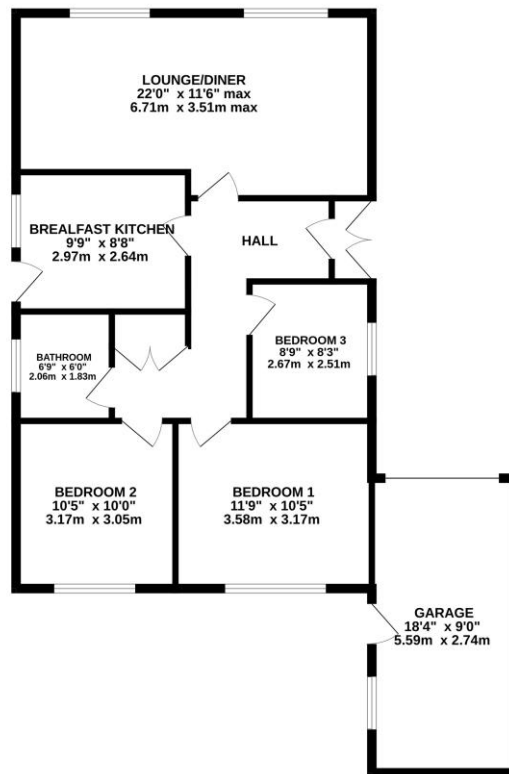 LOUNGE/DINER
22'0" x 11'6" max
6.71m x 3.51m max
BREALFAST KITCHEN
9'9" x 8'8"
2.97m x 2.64m
HALL
BATHROOM
6'9" x 6'0"
2.06m x 1.83m
BEDROOM 3
8'9" x 8'3"
2.67m x 2.51m
BEDROOM 2
10'5" x 10'0"
3.17m x 3.05m
BEDROOM 1
11'9" x 10'5"
3.58m x 3.17m
GARAGE
18'4" x 9'0"
5.59m x 2.74m